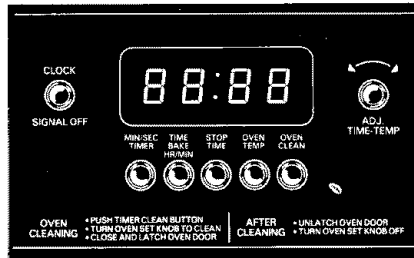 CLOCK
88:88
SIGNAL OFF
ADJ.
TIME-TEMP
MIN/SEC
TIMER
TIME
BAKE
HR/MIN
STOP
TIME
OVEN
TEMP
OVEN
CLEAN
OVEN
CLEANING
• PUSH TIMER CLEAN BUTTON
• TURN OVEN SET KNOB TO CLEAN
• CLOSE AND LATCH OVEN DOOR
AFTER
CLEANING
• UNLATCH OVEN DOOR
• TURN OVEN SET KNOB OFF